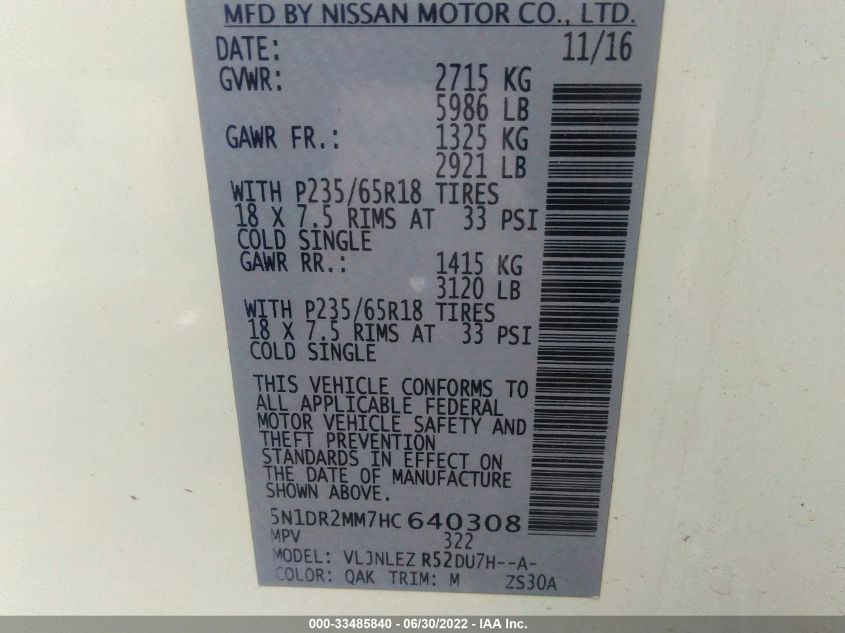 MFD BY NISSAN MOTOR CO., LTD.
DATE: 11/16
GVWR: 2715 KG
5986 LB
GAWR FR.: 1325 KG
2921 LB
WITH P235/65R18 TIRES
18 X 7.5 RIMS AT 33 PSI
COLD SINGLE
GAWR RR.: 1415 KG
3120 LB
WITH P235/65R18 TIRES
18 X 7.5 RIMS AT 33 PSI
COLD SINGLE
THIS VEHICLE CONFORMS TO
ALL APPLICABLE FEDERAL
MOTOR VEHICLE SAFETY AND
THEFT PREVENTION
STANDARDS IN EFFECT ON
THE DATE OF MANUFACTURE
SHOWN ABOVE.
5N1DR2MM7HC640308
MPV 322
MODEL: VLJNLEZ R52DU7H--A-
COLOR: QAK TRIM: M ZS30A
000-33485840 - 06/30/2022 - IAA Inc.